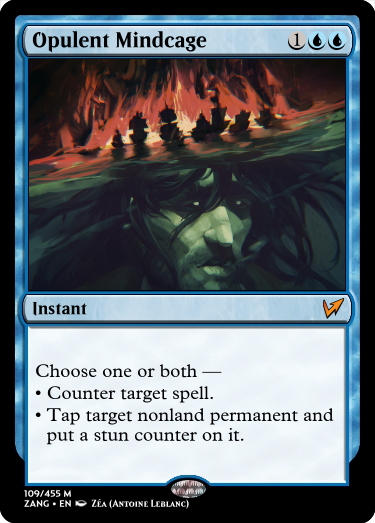 Opulent Mindcage 1
Instant
Choose one or both —
• Counter target spell.
• Tap target nonland permanent and
put a stun counter on it.
109/455 M
ZANG • EN Zéa (Antoine Leblanc)